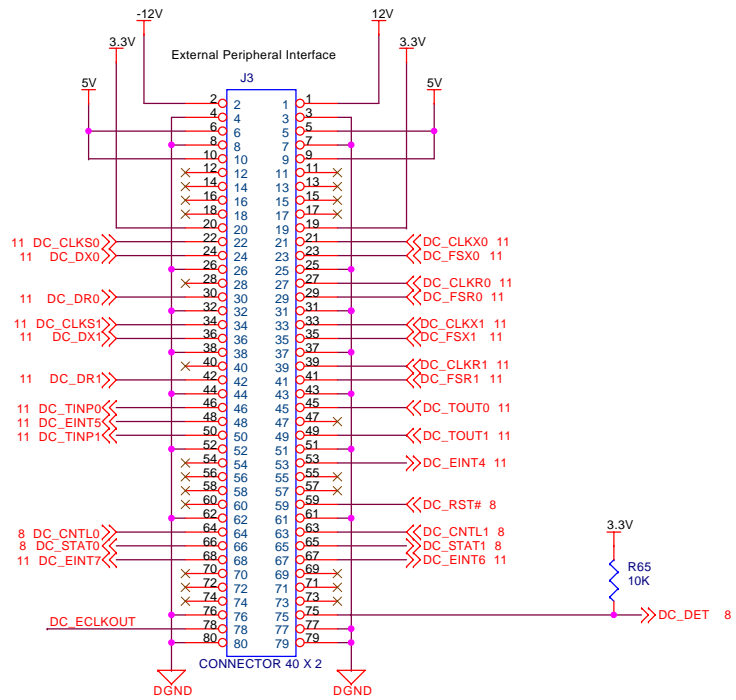 -12V 12V
3.3V External Peripheral Interface 3.3V
5V J3 5V
2 2 1 1
4 4 3 3
6 6 5 5
8 8 7 7
10 10 9 9
12 12 11 11
14 14 13 13
16 16 15 15
18 18 17 17
20 20 19 19
11 DC_CLKS0 22 22 21 21 DC_CLKX0 11
11 DC_DX0 24 24 23 23 DC_FSX0 11
26 26 25 25
28 28 27 27 DC_CLKR0 11
11 DC_DR0 30 30 29 29 DC_FSR0 11
32 32 31 31
11 DC_CLKS1 34 34 33 33 DC_CLKX1 11
11 DC_DX1 36 36 35 35 DC_FSX1 11
38 38 37 37
40 40 39 39 DC_CLKR1 11
11 DC_DR1 42 42 41 41 DC_FSR1 11
44 44 43 43
11 DC_TINP0 46 46 45 45 DC_TOUT0 11
11 DC_EINT5 48 48 47 47
11 DC_TINP1 50 50 49 49 DC_TOUT1 11
52 52 51 51
54 54 53 53 DC_EINT4 11
56 56 55 55
58 58 57 57
60 60 59 59 DC_RST# 8
62 62 61 61
8 DC_CNTL0 64 64 63 63 DC_CNTL1 8
8 DC_STAT0 66 66 65 65 DC_STAT1 8
11 DC_EINT7 68 68 67 67 DC_EINT6 11
70 70 69 69
72 72 71 71
74 74 73 73
76 76 75 75
DC_ECLKOUT 78 78 77 77
80 80 79 79
3.3V
R65
10K
DC_DET 8
CONNECTOR 40 X 2
DGND DGND